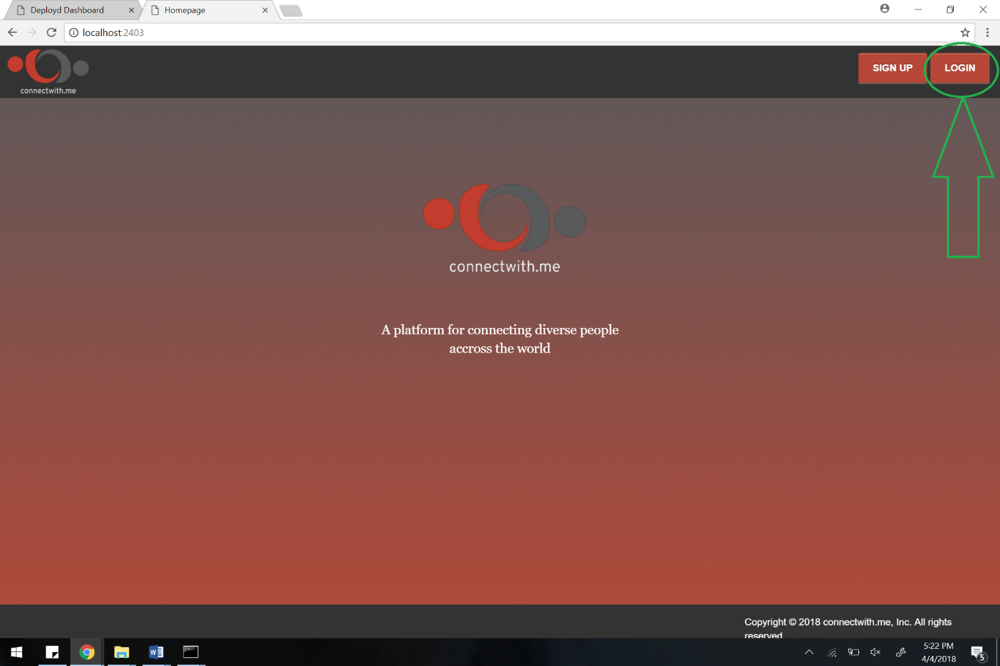 Deployd Dashboard
Homepage
localhost:2403
connectwith.me
SIGN UP
LOGIN
connectwith.me
A platform for connecting diverse people
accross the world
Copyright © 2018 connectwith.me, Inc. All rights
reserved
5:22 PM
4/4/2018
5